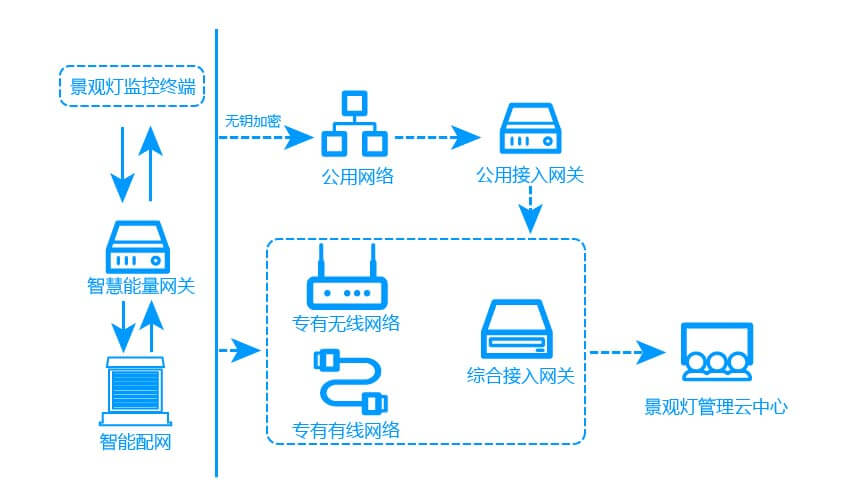 景观灯监控终端
无钥加密
公用网络
公用接入网关
智慧能量网关
专有无线网络
综合接入网关
景观灯管理云中心
专有有线网络
智能配网